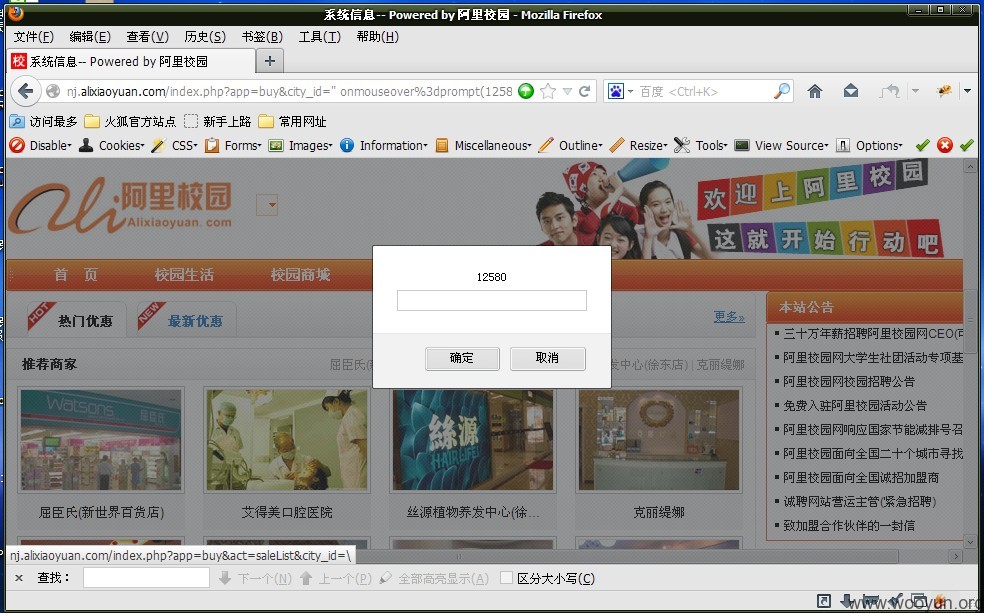 系统信息-- Powered by 阿里校园 - Mozilla Firefox
文件(F) 编辑(E) 查看(V) 历史(S) 书签(B) 工具(T) 帮助(H)
校 系统信息-- Powered by 阿里校园
nj.alixiaoyuan.com/index.php?app=buy&city_id=" onmouseover%3dprompt(1258 百度 <Ctrl+K>
访问最多 火狐官方站点 新手上路 常用网址
Disable Cookies CSS Forms Images Information Miscellaneous Outline Resize Tools View Source Options
ali阿里校园
Alixiaoyuan.com
欢迎上阿里校园
这就开始行动吧
首 页 校园生活 校园商城
12580
确定 取消
HOT 热门优惠 NEW 最新优惠 更多»
本站公告
三十万年薪招聘阿里校园网CEO(可
阿里校园网大学生社团活动专项基
阿里校园网校园招聘公告
免费入驻阿里校园活动公告
阿里校园网响应国家节能减排号召
阿里校园面向全国二十个城市寻找
阿里校园面向全国诚招加盟商
诚聘网站营运主管(紧急招聘)
致加盟合作伙伴的一封信
推荐商家 屈臣氏(新 发中心(徐东店) | 克丽缇娜
Watsons 屈臣氏
絲源
HAIRLIFE
屈臣氏(新世界百货店) 艾得美口腔医院 丝源植物养发中心(徐... 克丽缇娜
nj.alixiaoyuan.com/index.php?app=buy&act=saleList&city_id=\
× 查找： 下一个(N) 上一个(P) 全部高亮显示(A) 区分大小写(C)
www.wooyun.org